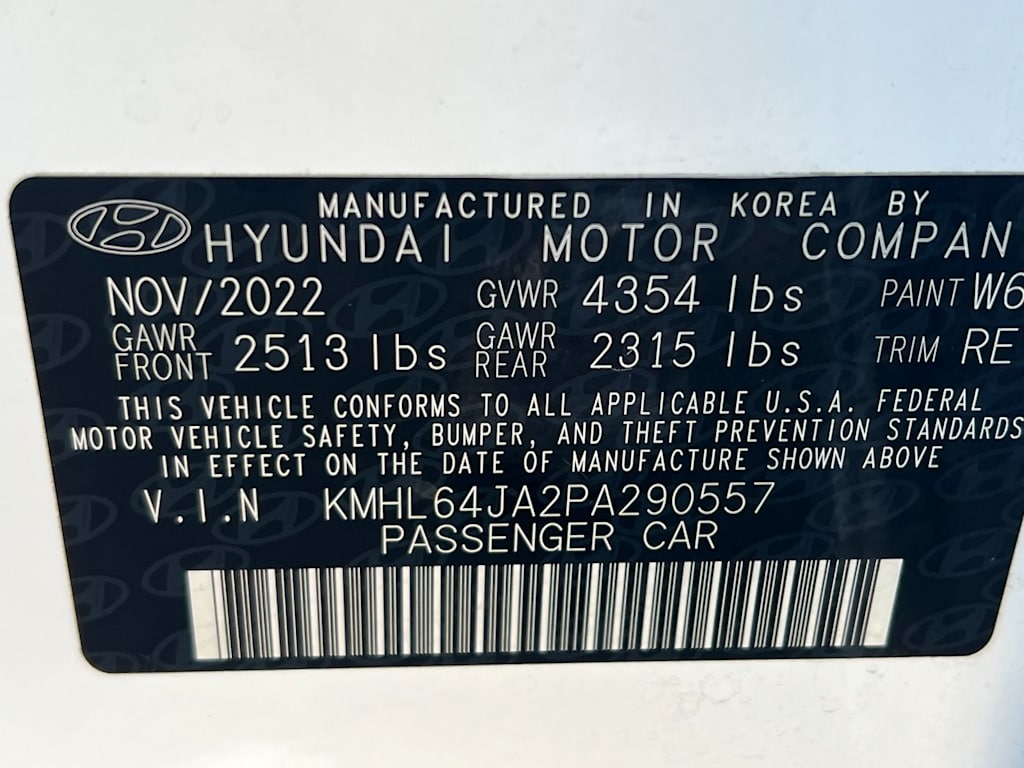 MANUFACTURED IN KOREA BY
HYUNDAI MOTOR COMPAN
NOV/2022 GVWR 4354 lbs PAINT W6
GAWR FRONT 2513 lbs GAWR REAR 2315 lbs TRIM RE
THIS VEHICLE CONFORMS TO ALL APPLICABLE U.S.A. FEDERAL
MOTOR VEHICLE SAFETY, BUMPER, AND THEFT PREVENTION STANDARDS
IN EFFECT ON THE DATE OF MANUFACTURE SHOWN ABOVE
V.I.N KMHL64JA2PA290557
PASSENGER CAR